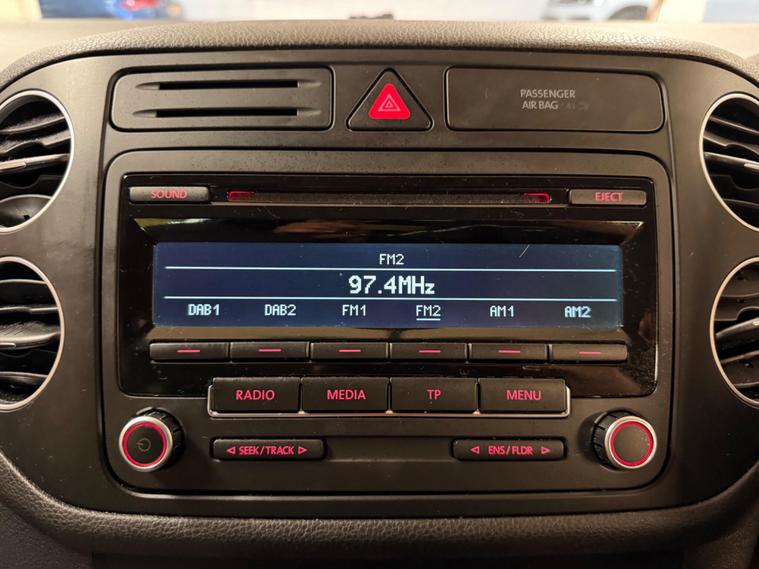 PASSENGER
AIR BAG
SOUND
EJECT
FM2
97.4MHz
DAB1 DAB2 FM1 FM2 AM1 AM2
RADIO MEDIA TP MENU
SEEK/TRACK ENS/FLDR